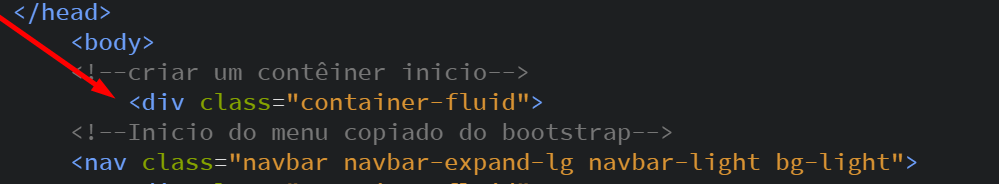 </head>
<body>
<!--criar um contêiner inicio-->
<div class="container-fluid">
<!--Inicio do menu copiado do bootstrap-->
<nav class="navbar navbar-expand-lg navbar-light bg-light">